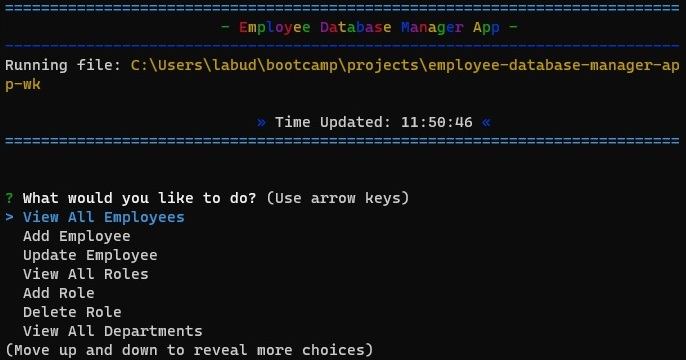 ===========================================================================
- Employee Database Manager App -
---------------------------------------------------------------------------
Running file: C:\Users\labud\bootcamp\projects\employee-database-manager-ap
p-wk
» Time Updated: 11:50:46 «
===========================================================================
? What would you like to do? (Use arrow keys)
> View All Employees
Add Employee
Update Employee
View All Roles
Add Role
Delete Role
View All Departments
(Move up and down to reveal more choices)